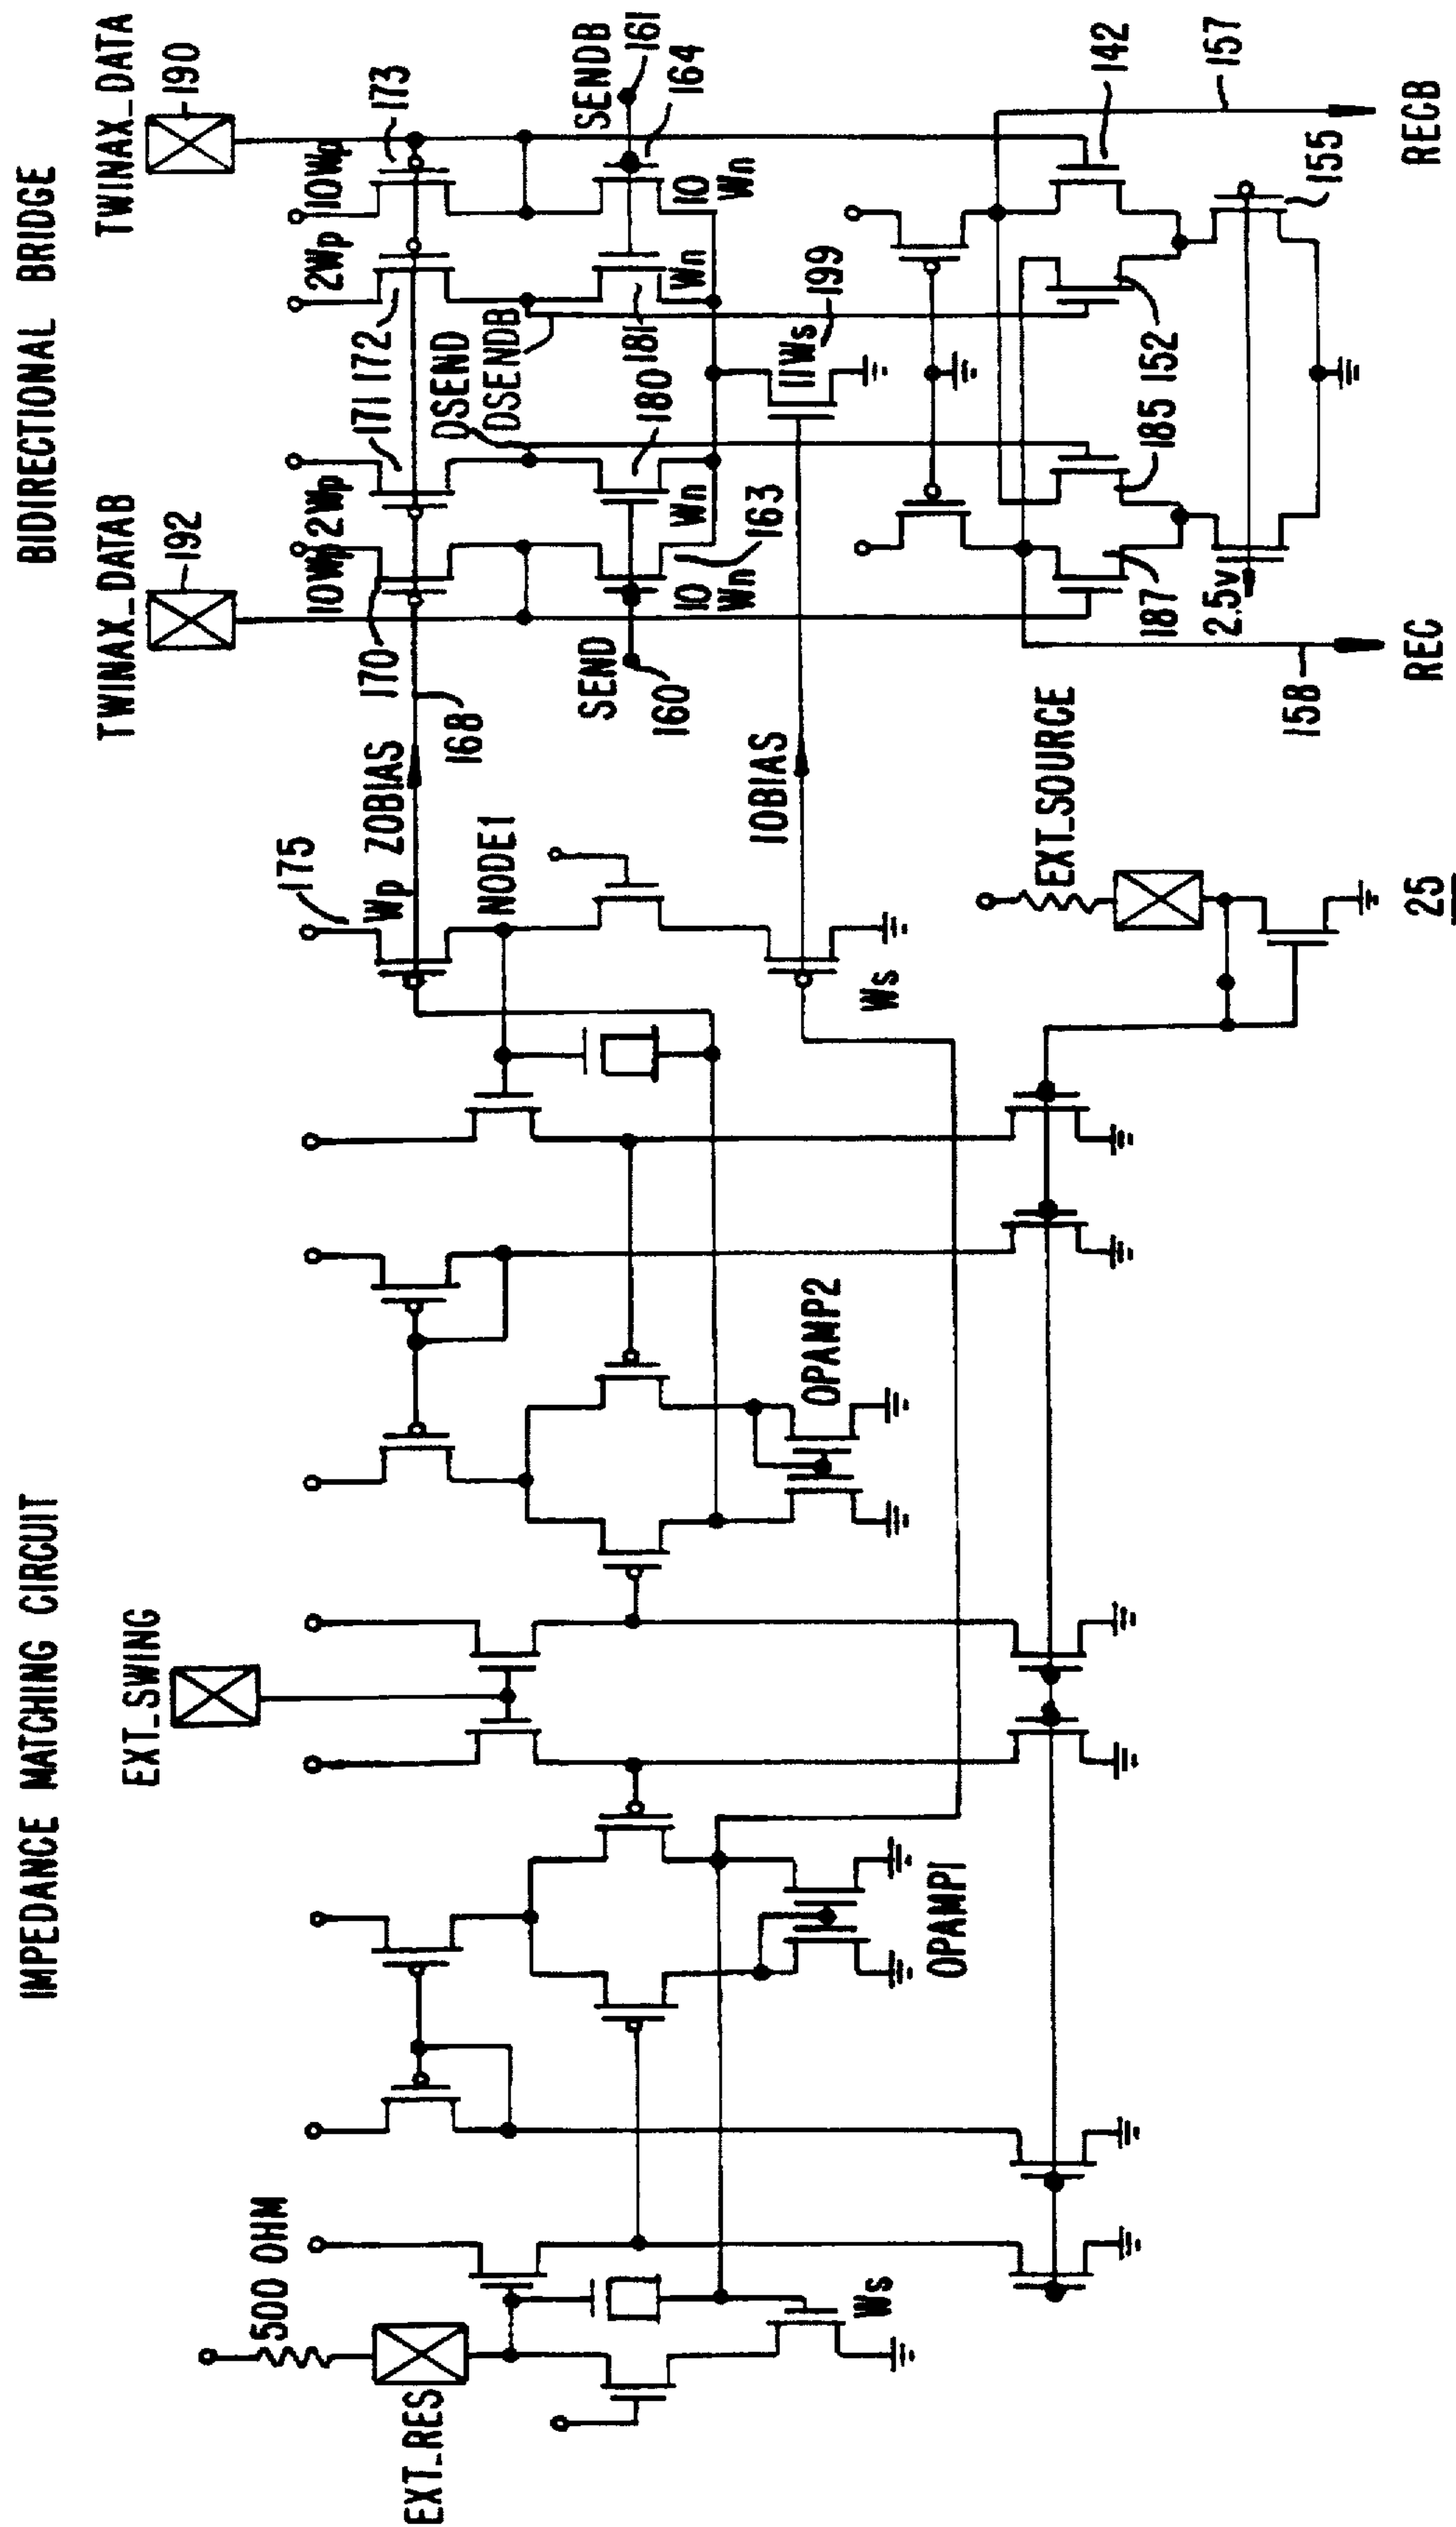 IMPEDANCE MATCHING CIRCUIT
BIDIRECTIONAL BRIDGE
EXT_SWING
TWINAX_DATAB
TWINAX_DATA
192
190
500 OHM
EXT_RES
175
Wp
ZOBIAS
168
170
10Wp
2Wp
171
172
2Wp
10Wp
173
NODE1
DSEND
DSENDB
SEND
160
SENDB
161
164
10
Wn
163
Wn
180
181
Wn
10
Wn
OPAMP1
OPAMP2
Ws
Ws
IOBIAS
11Ws
199
EXT_SOURCE
187
185
152
142
2.5v
155
158
157
REC
RECB
25